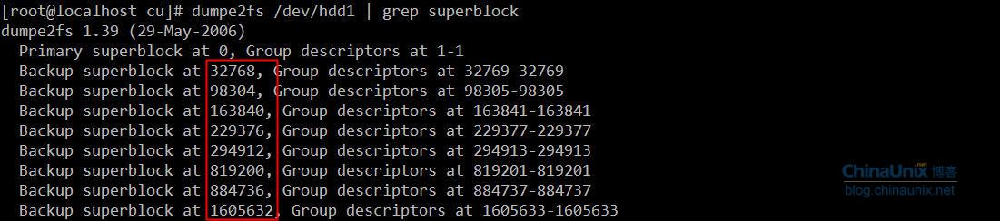 [root@localhost cu]# dumpe2fs /dev/hdd1 | grep superblock
dumpe2fs 1.39 (29-May-2006)
  Primary superblock at 0, Group descriptors at 1-1
  Backup superblock at 32768, Group descriptors at 32769-32769
  Backup superblock at 98304, Group descriptors at 98305-98305
  Backup superblock at 163840, Group descriptors at 163841-163841
  Backup superblock at 229376, Group descriptors at 229377-229377
  Backup superblock at 294912, Group descriptors at 294913-294913
  Backup superblock at 819200, Group descriptors at 819201-819201
  Backup superblock at 884736, Group descriptors at 884737-884737
  Backup superblock at 1605632, Group descriptors at 1605633-1605633
ChinaUnix.net 博客
blog.chinaunix.net